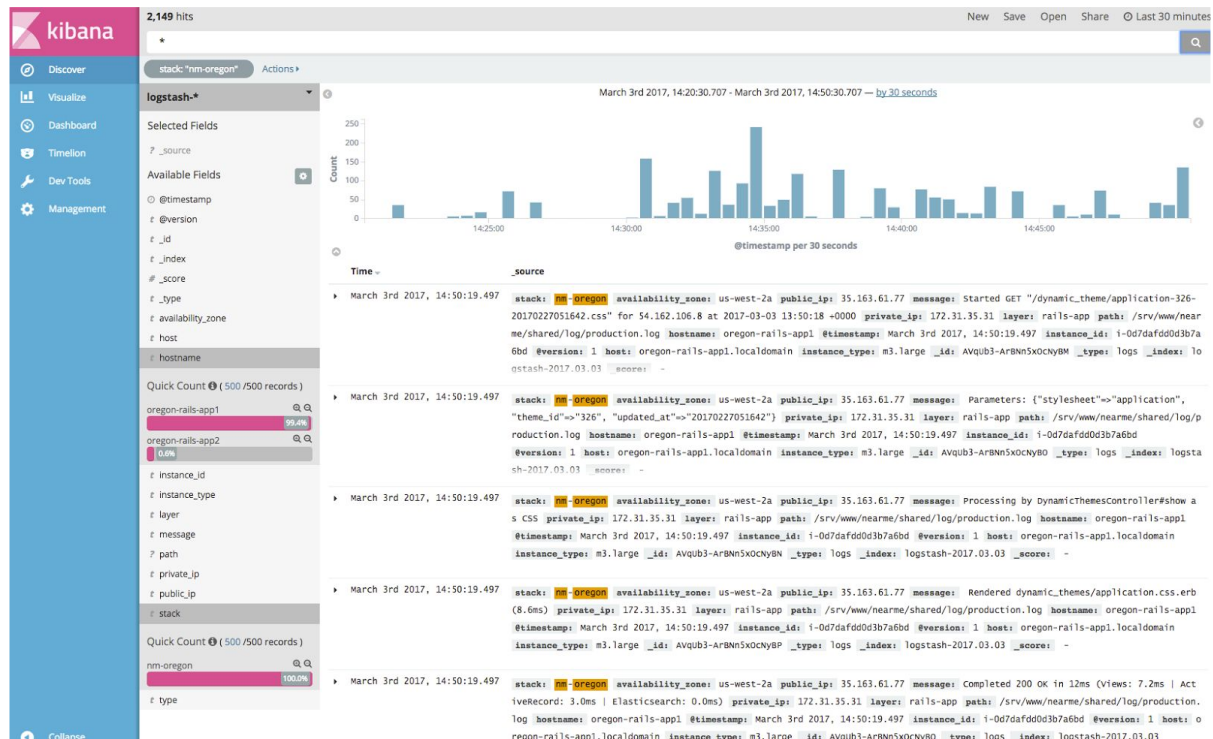 kibana
Discover
Visualize
Dashboard
Timelion
Dev Tools
Management
Collapse
2,149 hits
New Save Open Share Last 30 minutes
*
stack: "nm-oregon" Actions
logstash-*
Selected Fields
? _source
Available Fields
@timestamp
t @version
t _id
t _index
# _score
t _type
t availability_zone
t host
t hostname
Quick Count ( 500 /500 records )
oregon-rails-app1
99.4%
oregon-rails-app2
0.6%
t instance_id
t instance_type
t layer
t message
? path
t private_ip
t public_ip
t stack
Quick Count ( 500 /500 records )
nm-oregon
100.0%
t type
March 3rd 2017, 14:20:30.707 - March 3rd 2017, 14:50:30.707 — by 30 seconds
Count
250
200
150
100
50
0
14:25:00 14:30:00 14:35:00 14:40:00 14:45:00
@timestamp per 30 seconds
Time _source
March 3rd 2017, 14:50:19.497 stack: nm-oregon availability_zone: us-west-2a public_ip: 35.163.61.77 message: Started GET "/dynamic_theme/application-326-
20170227051642.css" for 54.162.106.8 at 2017-03-03 13:50:18 +0000 private_ip: 172.31.35.31 layer: rails-app path: /srv/www/near
me/shared/log/production.log hostname: oregon-rails-app1 @timestamp: March 3rd 2017, 14:50:19.497 instance_id: i-0d7dafdd0d3b7a
6bd @version: 1 host: oregon-rails-app1.localdomain instance_type: m3.large _id: AVqUb3-ArBNn5xOcNyBM _type: logs _index: lo
gstash-2017.03.03 _score: -
March 3rd 2017, 14:50:19.497 stack: nm-oregon availability_zone: us-west-2a public_ip: 35.163.61.77 message: Parameters: {"stylesheet"=>"application",
"theme_id"=>"326", "updated_at"=>"20170227051642"} private_ip: 172.31.35.31 layer: rails-app path: /srv/www/nearme/shared/log/p
roduction.log hostname: oregon-rails-app1 @timestamp: March 3rd 2017, 14:50:19.497 instance_id: i-0d7dafdd0d3b7a6bd
@version: 1 host: oregon-rails-app1.localdomain instance_type: m3.large _id: AVqUb3-ArBNn5xOcNyBO _type: logs _index: logsta
sh-2017.03.03 _score: -
March 3rd 2017, 14:50:19.497 stack: nm-oregon availability_zone: us-west-2a public_ip: 35.163.61.77 message: Processing by DynamicThemesController#show a
s CSS private_ip: 172.31.35.31 layer: rails-app path: /srv/www/nearme/shared/log/production.log hostname: oregon-rails-app1
@timestamp: March 3rd 2017, 14:50:19.497 instance_id: i-0d7dafdd0d3b7a6bd @version: 1 host: oregon-rails-app1.localdomain
instance_type: m3.large _id: AVqUb3-ArBNn5xOcNyBN _type: logs _index: logstash-2017.03.03 _score: -
March 3rd 2017, 14:50:19.497 stack: nm-oregon availability_zone: us-west-2a public_ip: 35.163.61.77 message: Rendered dynamic_themes/application.css.erb
(8.6ms) private_ip: 172.31.35.31 layer: rails-app path: /srv/www/nearme/shared/log/production.log hostname: oregon-rails-app1
@timestamp: March 3rd 2017, 14:50:19.497 instance_id: i-0d7dafdd0d3b7a6bd @version: 1 host: oregon-rails-app1.localdomain
instance_type: m3.large _id: AVqUb3-ArBNn5xOcNyBP _type: logs _index: logstash-2017.03.03 _score: -
March 3rd 2017, 14:50:19.497 stack: nm-oregon availability_zone: us-west-2a public_ip: 35.163.61.77 message: Completed 200 OK in 12ms (Views: 7.2ms | Act
iveRecord: 3.0ms | Elasticsearch: 0.0ms) private_ip: 172.31.35.31 layer: rails-app path: /srv/www/nearme/shared/log/production.
log hostname: oregon-rails-app1 @timestamp: March 3rd 2017, 14:50:19.497 instance_id: i-0d7dafdd0d3b7a6bd @version: 1 host: o
regon-rails-app1.localdomain instance_type: m3.large _id: AVqUb3-ArBNn5xOcNyBQ _type: logs _index: logstash-2017.03.03